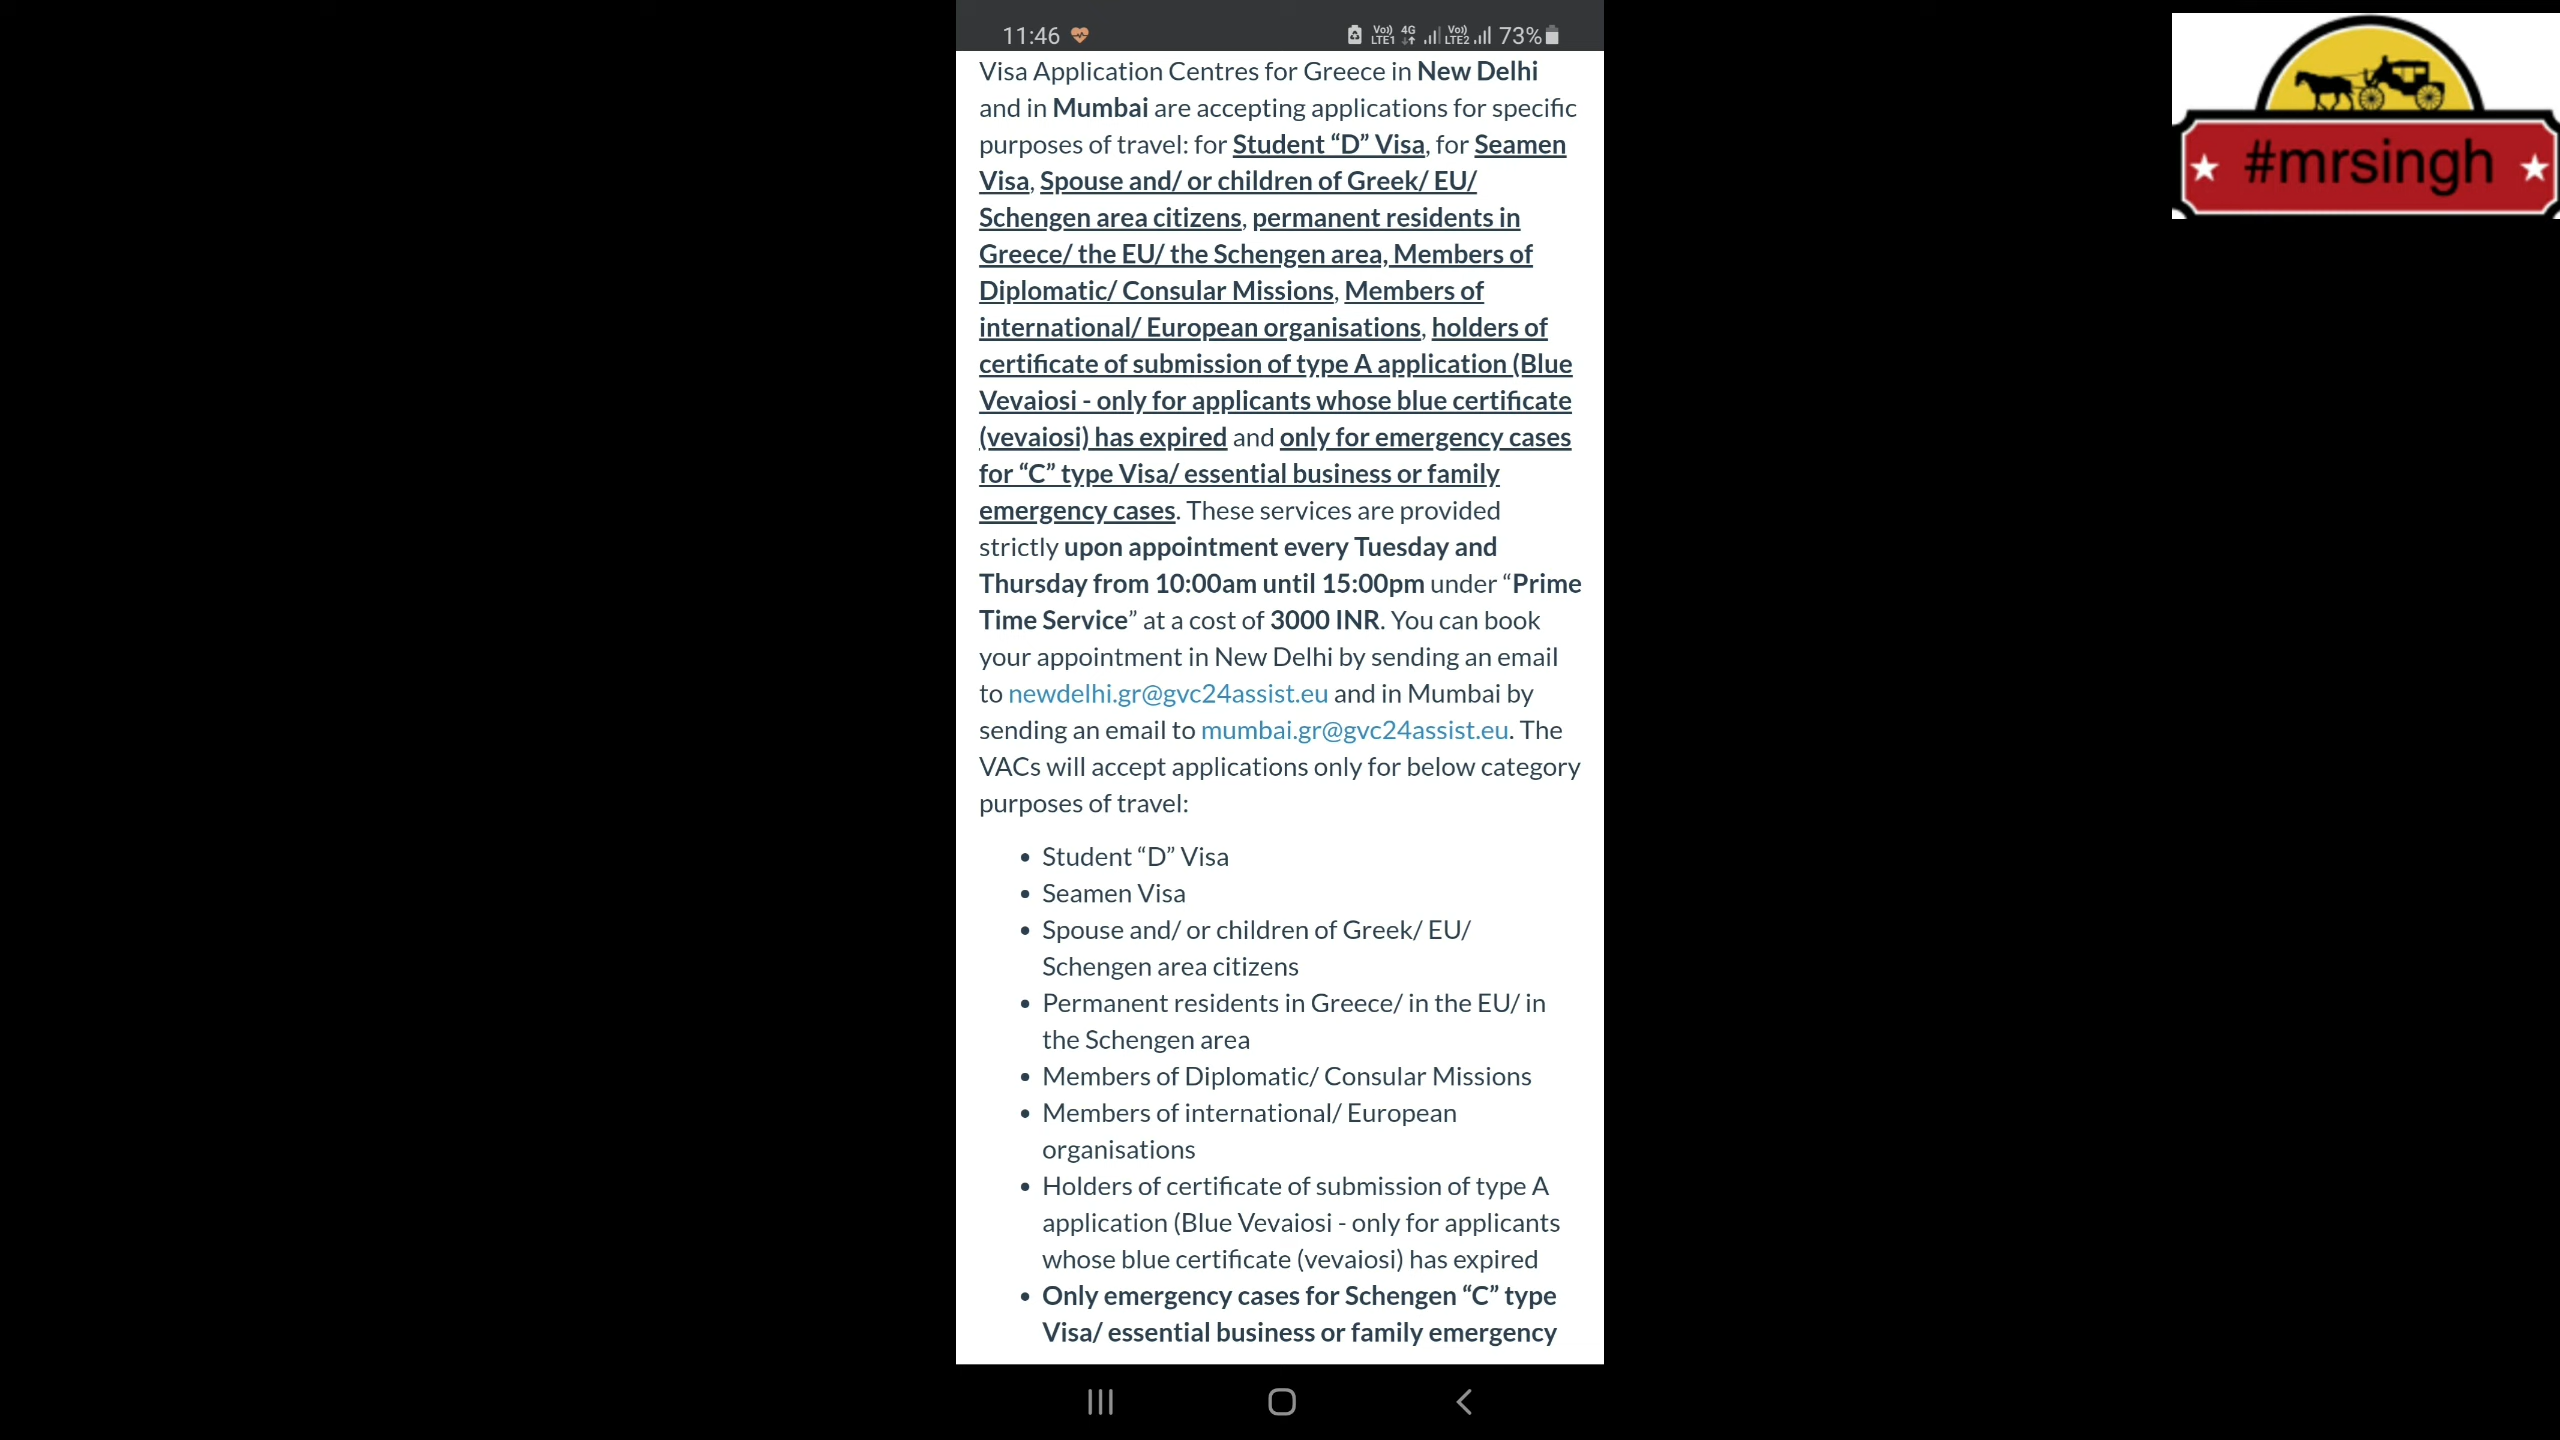 11:46
Vo)) LTE1 4G Vo)) LTE2 73%
#mrsingh
Visa Application Centres for Greece in New Delhi
and in Mumbai are accepting applications for specific
purposes of travel: for Student “D” Visa, for Seamen
Visa, Spouse and/ or children of Greek/ EU/
Schengen area citizens, permanent residents in
Greece/ the EU/ the Schengen area, Members of
Diplomatic/ Consular Missions, Members of
international/ European organisations, holders of
certificate of submission of type A application (Blue
Vevaiosi - only for applicants whose blue certificate
(vevaiosi) has expired and only for emergency cases
for “C” type Visa/ essential business or family
emergency cases. These services are provided
strictly upon appointment every Tuesday and
Thursday from 10:00am until 15:00pm under “Prime
Time Service” at a cost of 3000 INR. You can book
your appointment in New Delhi by sending an email
to newdelhi.gr@gvc24assist.eu and in Mumbai by
sending an email to mumbai.gr@gvc24assist.eu. The
VACs will accept applications only for below category
purposes of travel:
• Student “D” Visa
• Seamen Visa
• Spouse and/ or children of Greek/ EU/
Schengen area citizens
• Permanent residents in Greece/ in the EU/ in
the Schengen area
• Members of Diplomatic/ Consular Missions
• Members of international/ European
organisations
• Holders of certificate of submission of type A
application (Blue Vevaiosi - only for applicants
whose blue certificate (vevaiosi) has expired
• Only emergency cases for Schengen “C” type
Visa/ essential business or family emergency